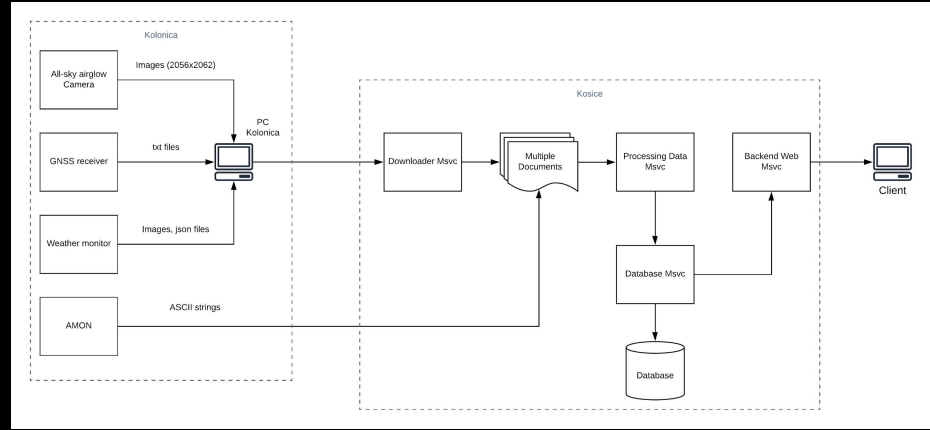 Kolonica
All-sky airglow
Camera
Images (2056x2062)
PC
Kolonica
GNSS receiver
txt files
Weather monitor
Images, json files
AMON
ASCII strings
Kosice
Downloader Msvc
Multiple
Documents
Processing Data
Msvc
Backend Web
Msvc
Client
Database Msvc
Database